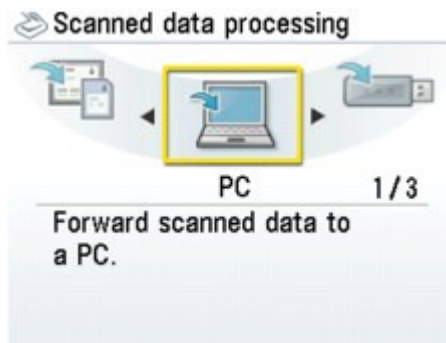 Scanned data processing
PC 1/3
Forward scanned data to
a PC.